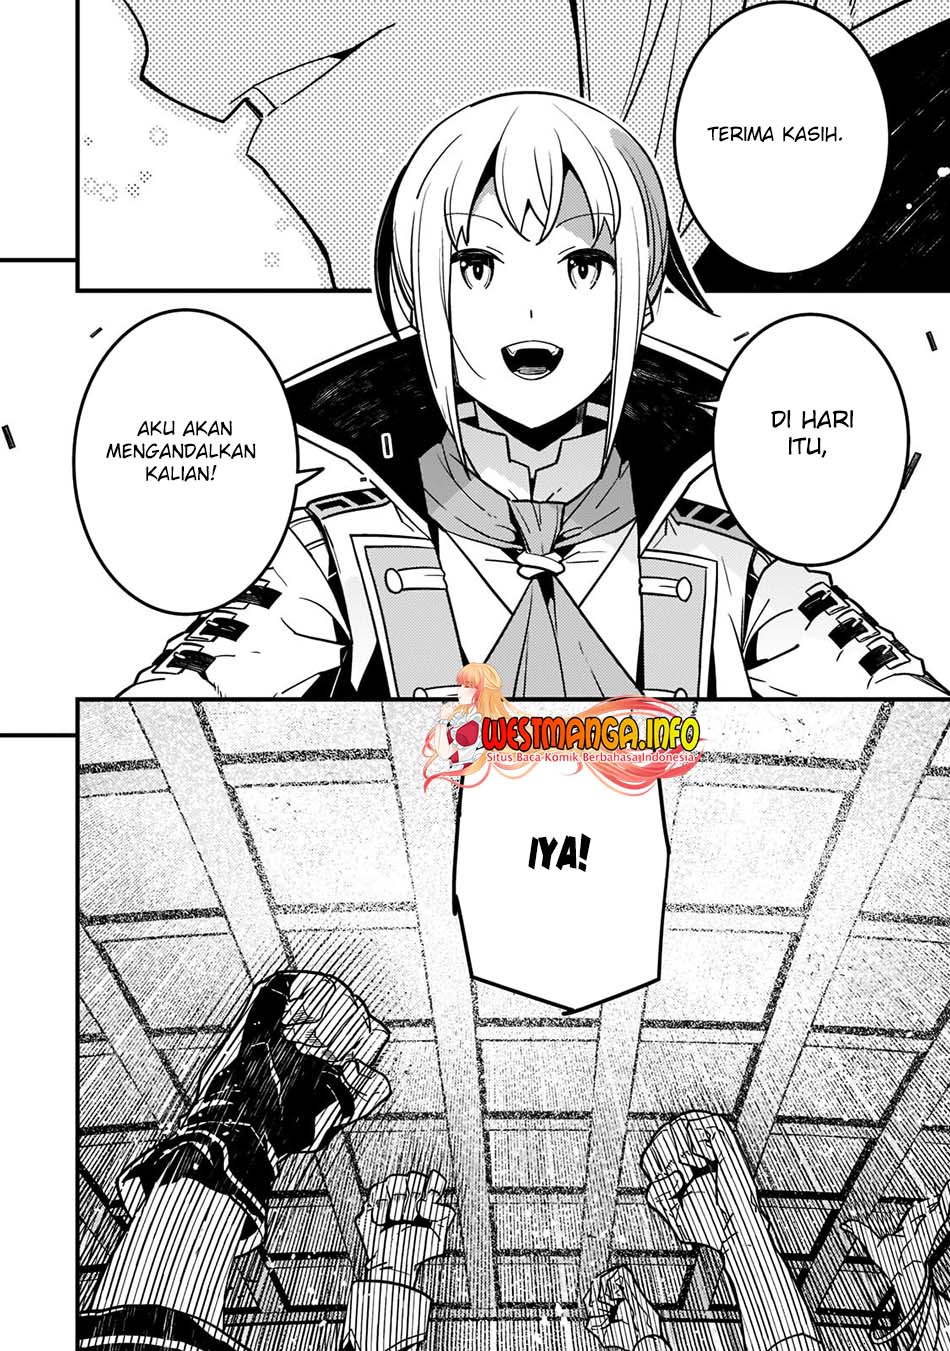 TERIMA KASIH.
DI HARI
ITU,
AKU AKAN
MENGANDALKAN
KALIAN!
WESTMANGA.INFO
Situs Baca Komik Berbahasa Indonesia
IYA!